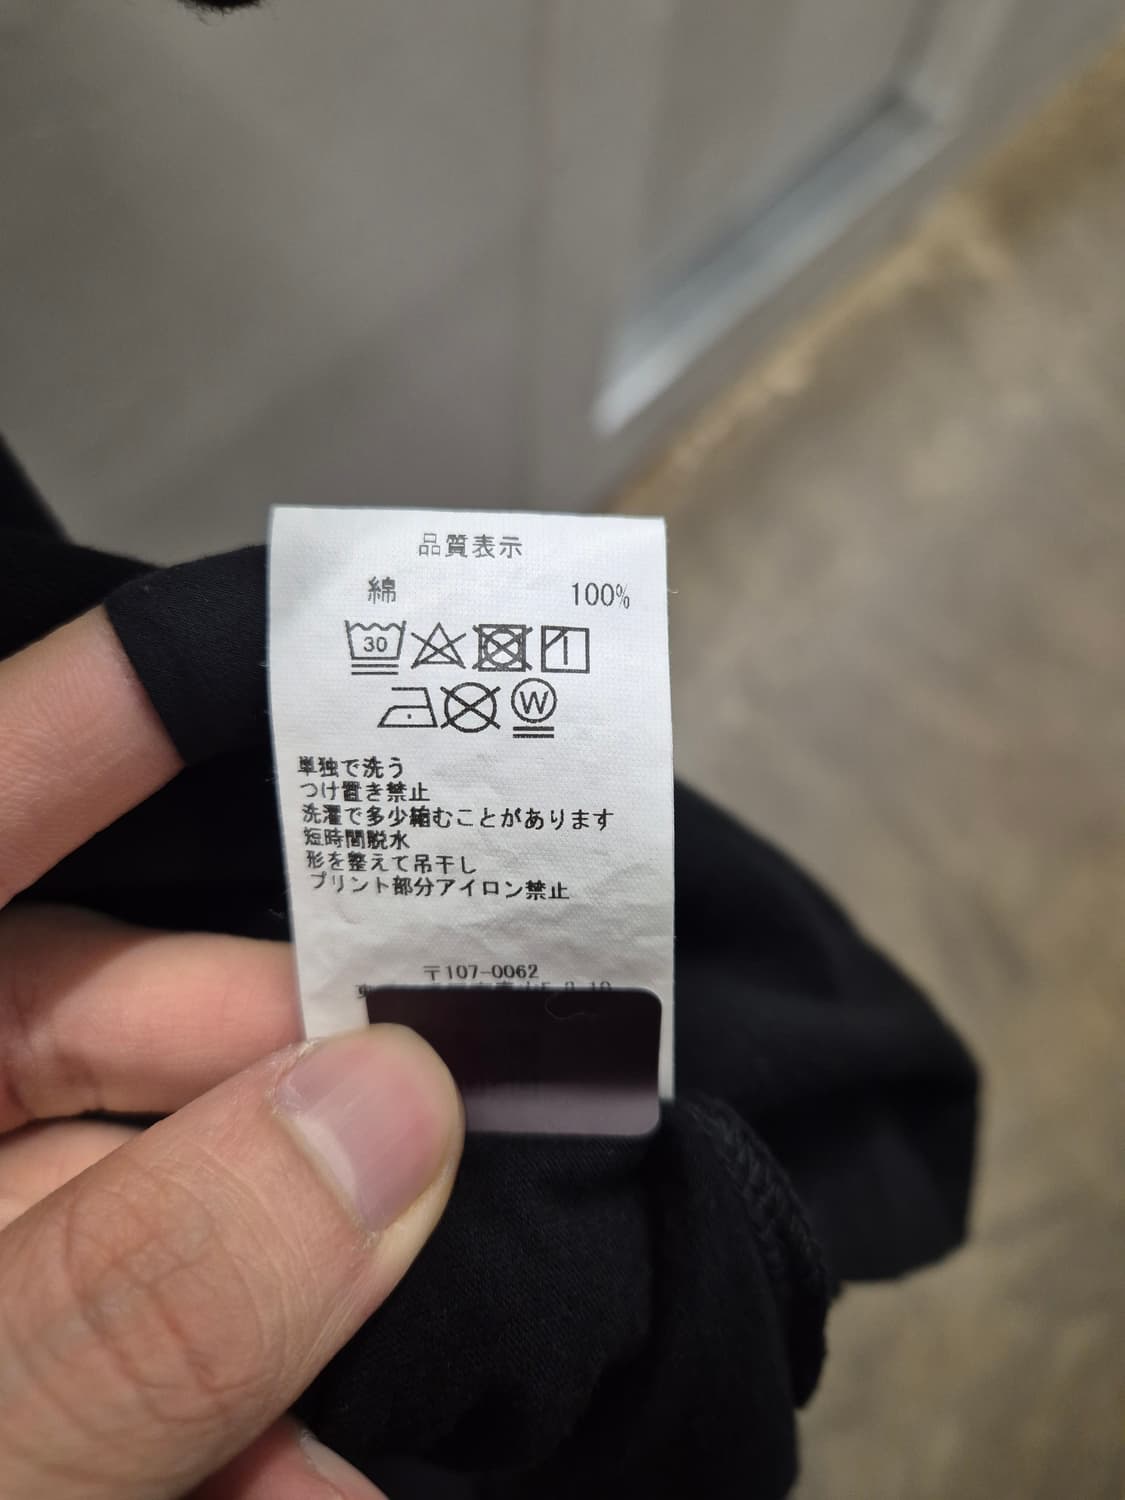 品質表示
綿 100%
30
W
単独で洗う
つけ置き禁止
洗濯で多少縮むことがあります
短時間脱水
形を整えて吊干し
プリント部分アイロン禁止
〒107-0062